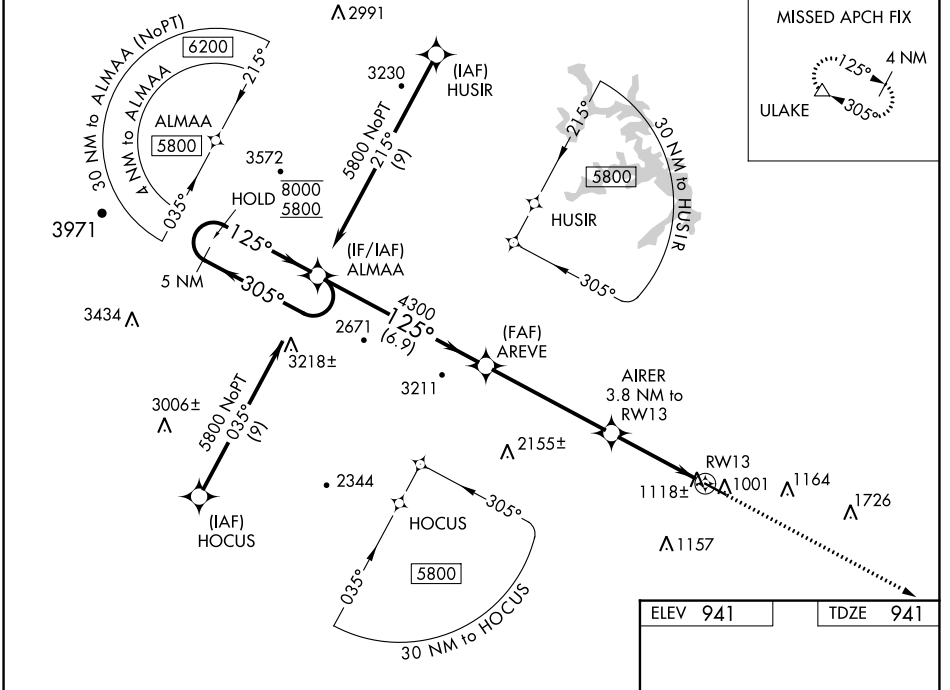 2991
MISSED APCH FIX
125°
4 NM
ULAKE
305°
30 NM to ALMAA (NoPT)
4 NM to ALMAA
6200
215°
ALMAA
5800
035°
3971
3230
(IAF)
HUSIR
5800 NoPT
215°
(9)
3572
HOLD
8000
5800
125°
305°
5 NM
(IF/IAF)
ALMAA
215°
5800
HUSIR
305°
30 NM to HUSIR
3434
2671
4300
125°
(6.9)
(FAF)
AREVE
3218±
3211
AIRER
3.8 NM to
RW13
3006±
5800 NoPT
035°
(9)
2155±
RW13
1118±
1001
1164
1726
2344
(IAF)
HOCUS
HOCUS
305°
035°
5800
30 NM to HOCUS
1157
ELEV 941
TDZE 941